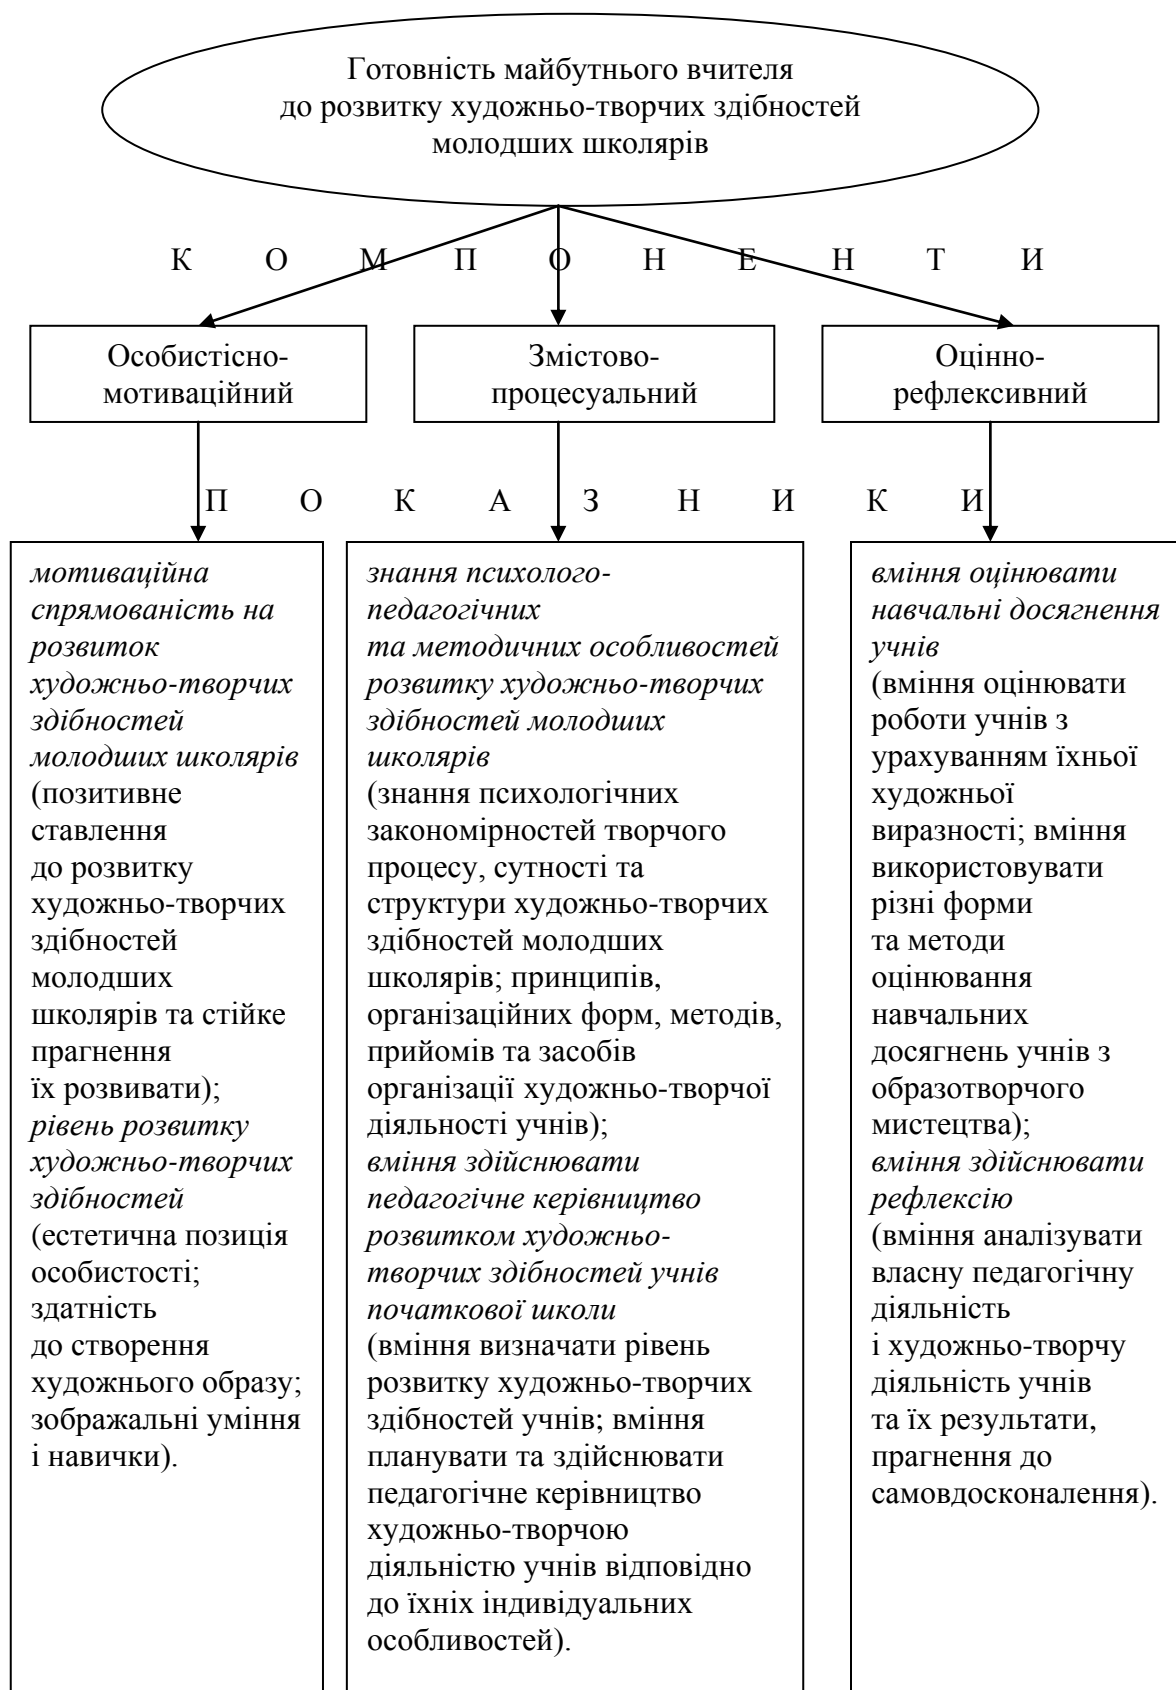 Готовність майбутнього вчителя
до розвитку художньо-творчих здібностей
молодших школярів
К О М П О Н Е Н Т И
Особистісно-
мотиваційний
Змістово-
процесуальний
Оцінно-
рефлексивний
П О К А З Н И К И
мотиваційна
спрямованість на
розвиток
художньо-творчих
здібностей
молодших школярів
(позитивне
ставлення
до розвитку
художньо-творчих
здібностей
молодших
школярів та стійке
прагнення
їх розвивати);
рівень розвитку
художньо-творчих
здібностей
(естетична позиція
особистості;
здатність
до створення
художнього образу;
зображальні уміння
і навички).
знання психолого-
педагогічних
та методичних особливостей
розвитку художньо-творчих
здібностей молодших
школярів
(знання психологічних
закономірностей творчого
процесу, сутності та
структури художньо-творчих
здібностей молодших
школярів; принципів,
організаційних форм, методів,
прийомів та засобів
організації художньо-творчої
діяльності учнів);
вміння здійснювати
педагогічне керівництво
розвитком художньо-
творчих здібностей учнів
початкової школи
(вміння визначати рівень
розвитку художньо-творчих
здібностей учнів; вміння
планувати та здійснювати
педагогічне керівництво
художньо-творчою
діяльністю учнів відповідно
до їхніх індивідуальних
особливостей).
вміння оцінювати
навчальні досягнення
учнів
(вміння оцінювати
роботи учнів з
урахуванням їхньої
художньої
виразності; вміння
використовувати
різні форми
та методи
оцінювання
навчальних
досягнень учнів з
образотворчого
мистецтва);
вміння здійснювати
рефлексію
(вміння аналізувати
власну педагогічну
діяльність
і художньо-творчу
діяльність учнів
та їх результати,
прагнення до
самовдосконалення).